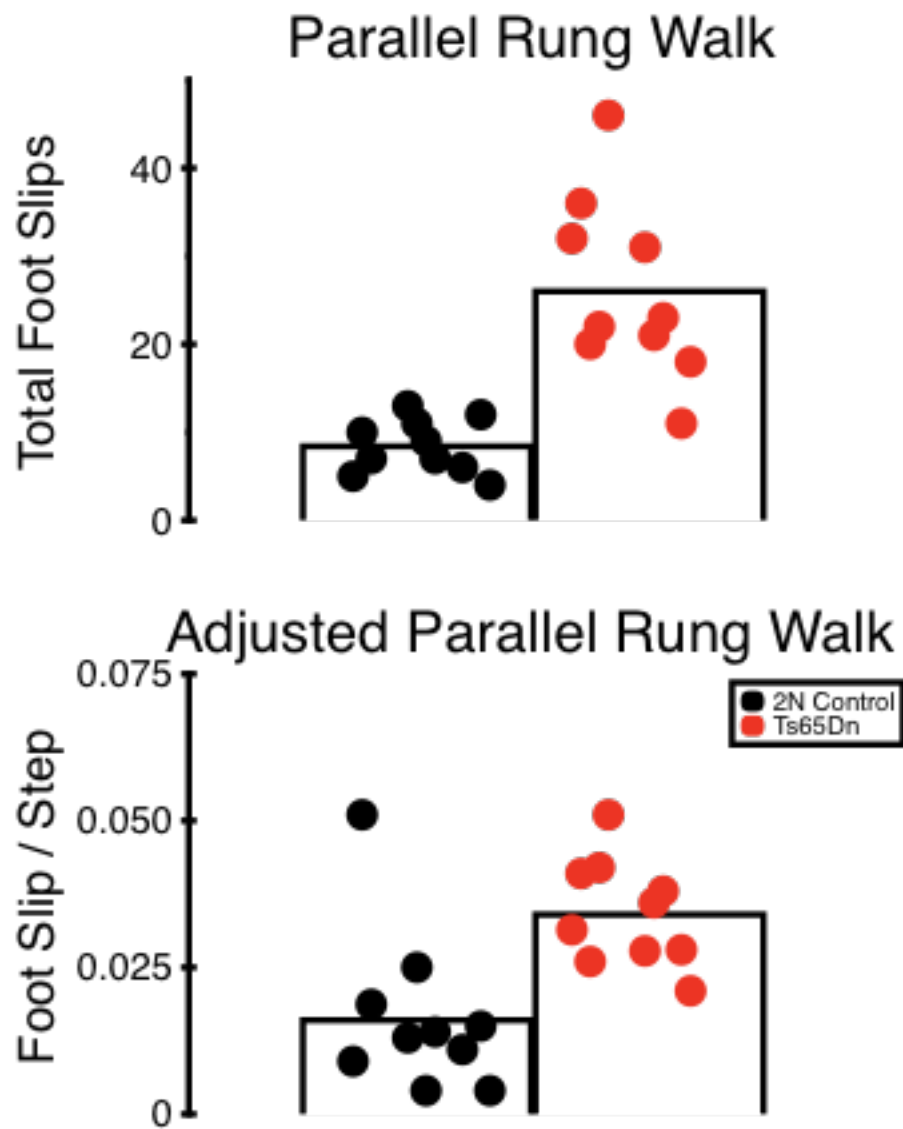 Parallel Rung Walk
Total Foot Slips
40
20
0
Adjusted Parallel Rung Walk
Foot Slip / Step
0.075
0.050
0.025
0
2N Control
Ts65Dn